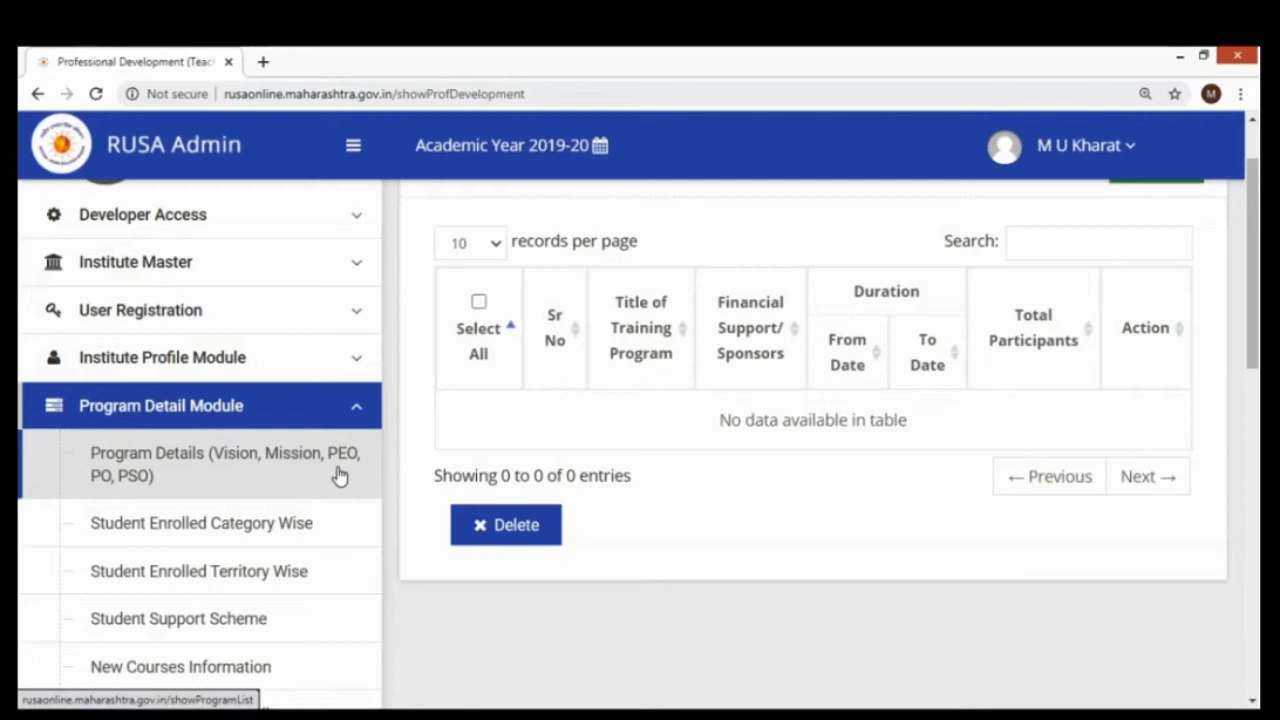 Professional Development (Teac
Not secure | rusaonline.maharashtra.gov.in/showProfDevelopment
M
RUSA Admin
Academic Year 2019-20
M U Kharat
Developer Access
Institute Master
User Registration
Institute Profile Module
Program Detail Module
Program Details (Vision, Mission, PEO,
PO, PSO)
Student Enrolled Category Wise
Student Enrolled Territory Wise
Student Support Scheme
New Courses Information
10 records per page
Search:
Select
All
Sr
No
Title of
Training
Program
Financial
Support/
Sponsors
Duration
From
Date
To
Date
Total
Participants
Action
No data available in table
Showing 0 to 0 of 0 entries
← Previous
Next →
Delete
rusaonline.maharashtra.gov.in/showProgramList